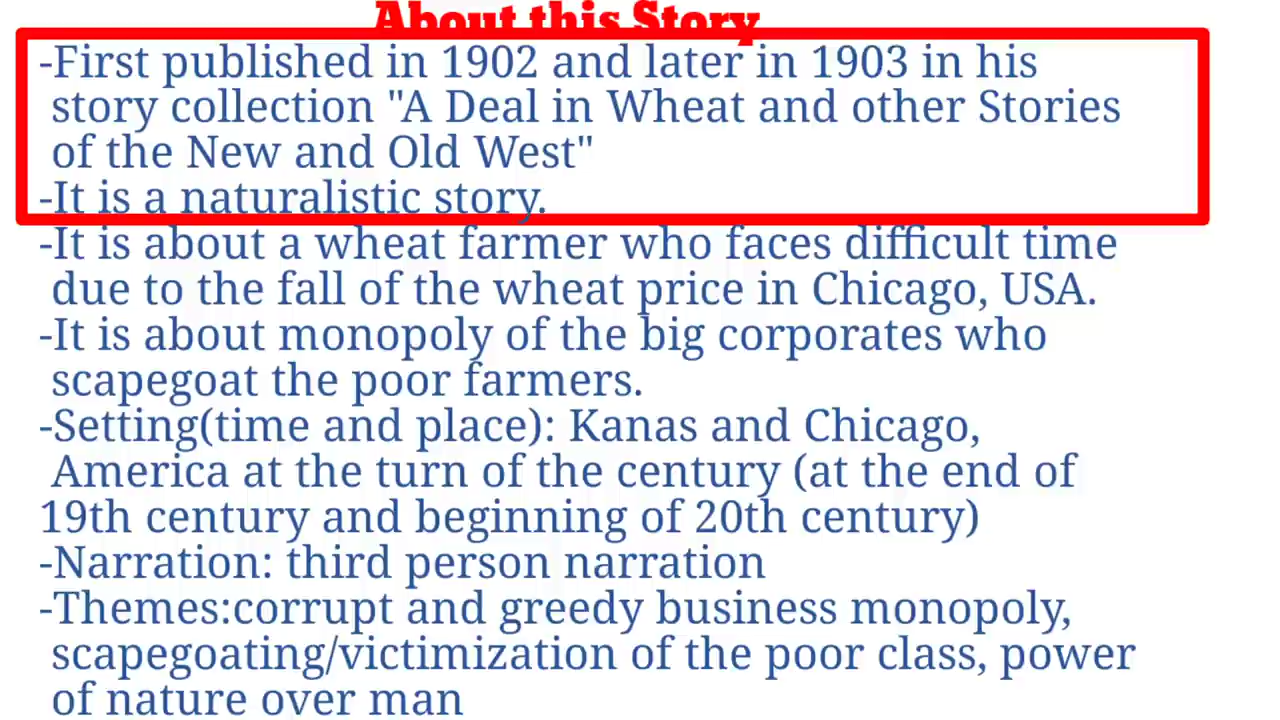 About this Story
-First published in 1902 and later in 1903 in his
story collection "A Deal in Wheat and other Stories
of the New and Old West"
-It is a naturalistic story.
-It is about a wheat farmer who faces difficult time
due to the fall of the wheat price in Chicago, USA.
-It is about monopoly of the big corporates who
scapegoat the poor farmers.
-Setting(time and place): Kanas and Chicago,
America at the turn of the century (at the end of
19th century and beginning of 20th century)
-Narration: third person narration
-Themes:corrupt and greedy business monopoly,
scapegoating/victimization of the poor class, power
of nature over man